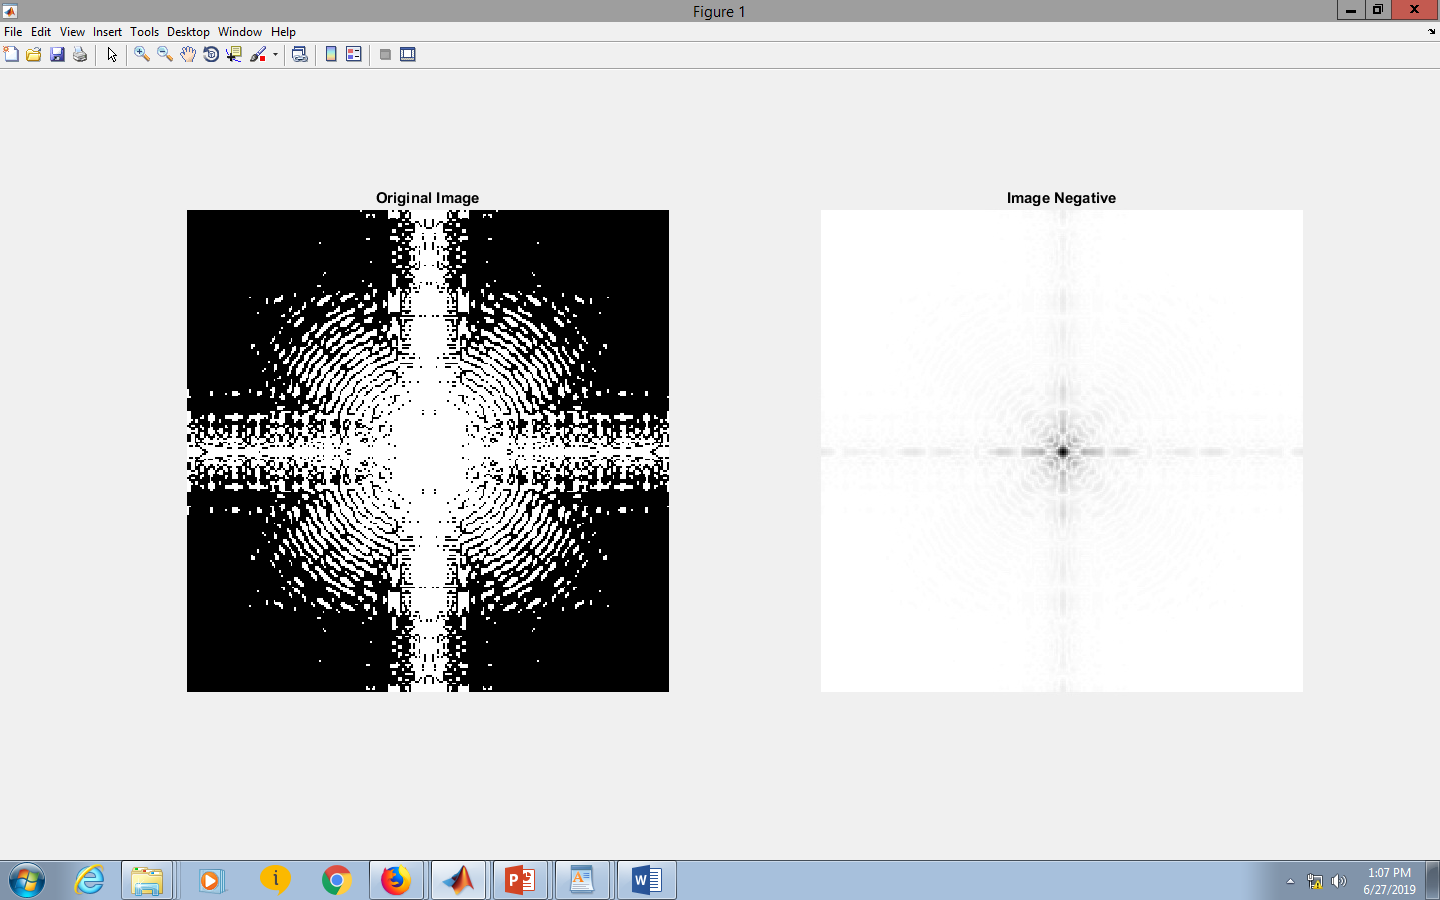 Figure 1
File Edit View Insert Tools Desktop Window Help
Original Image
Image Negative
1:07 PM
6/27/2019